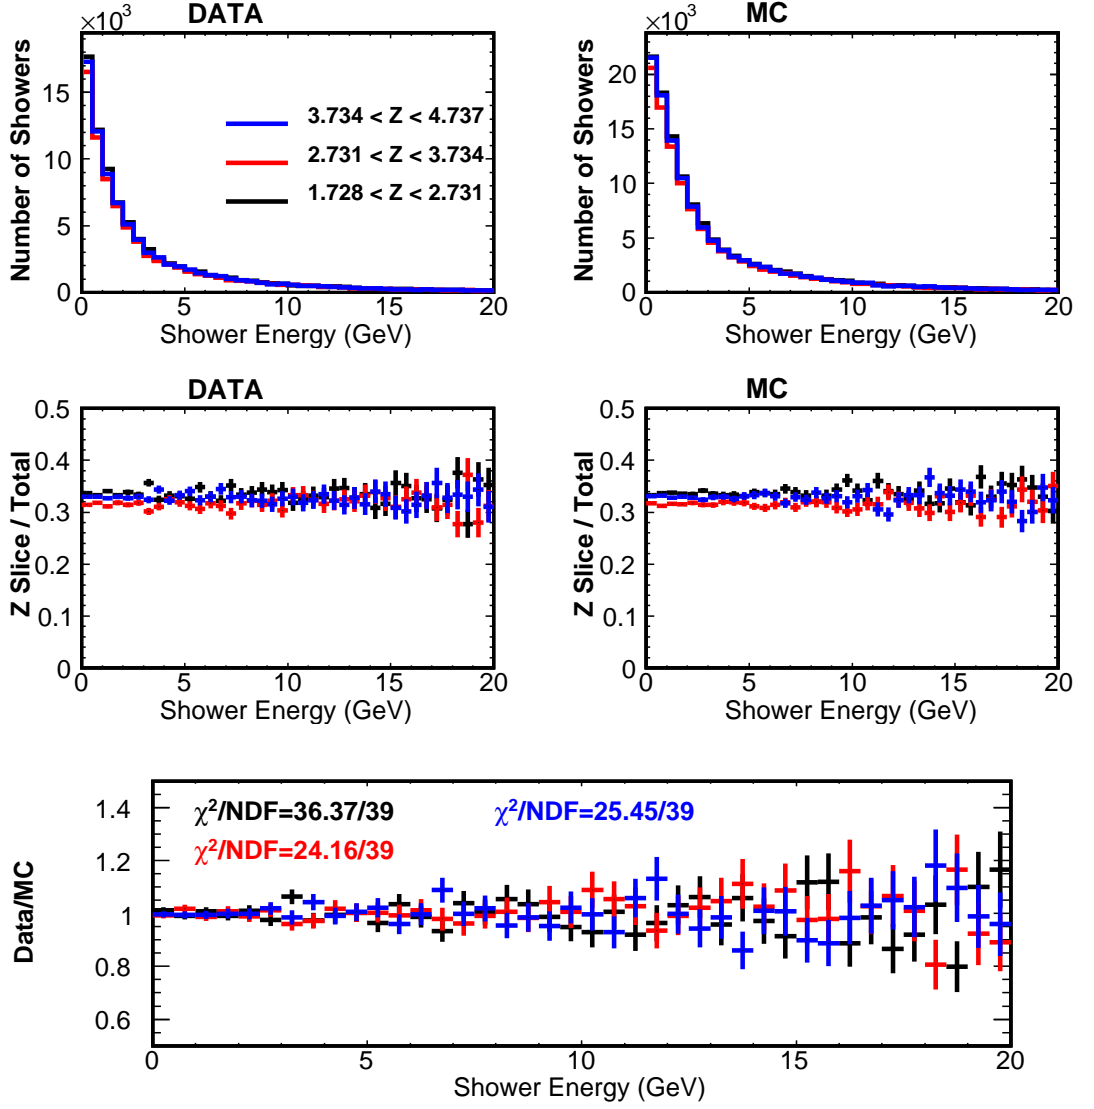 DATA
×10³
Number of Showers
15
10
5
0
3.734 < Z < 4.737
2.731 < Z < 3.734
1.728 < Z < 2.731
0 5 10 15 20
Shower Energy (GeV)
MC
×10³
Number of Showers
20
15
10
5
0
0 5 10 15 20
Shower Energy (GeV)
DATA
Z Slice / Total
0.5
0.4
0.3
0.2
0.1
0
0 5 10 15 20
Shower Energy (GeV)
MC
Z Slice / Total
0.5
0.4
0.3
0.2
0.1
0
0 5 10 15 20
Shower Energy (GeV)
Data/MC
1.4
1.2
1
0.8
0.6
χ²/NDF=36.37/39
χ²/NDF=25.45/39
χ²/NDF=24.16/39
0 5 10 15 20
Shower Energy (GeV)